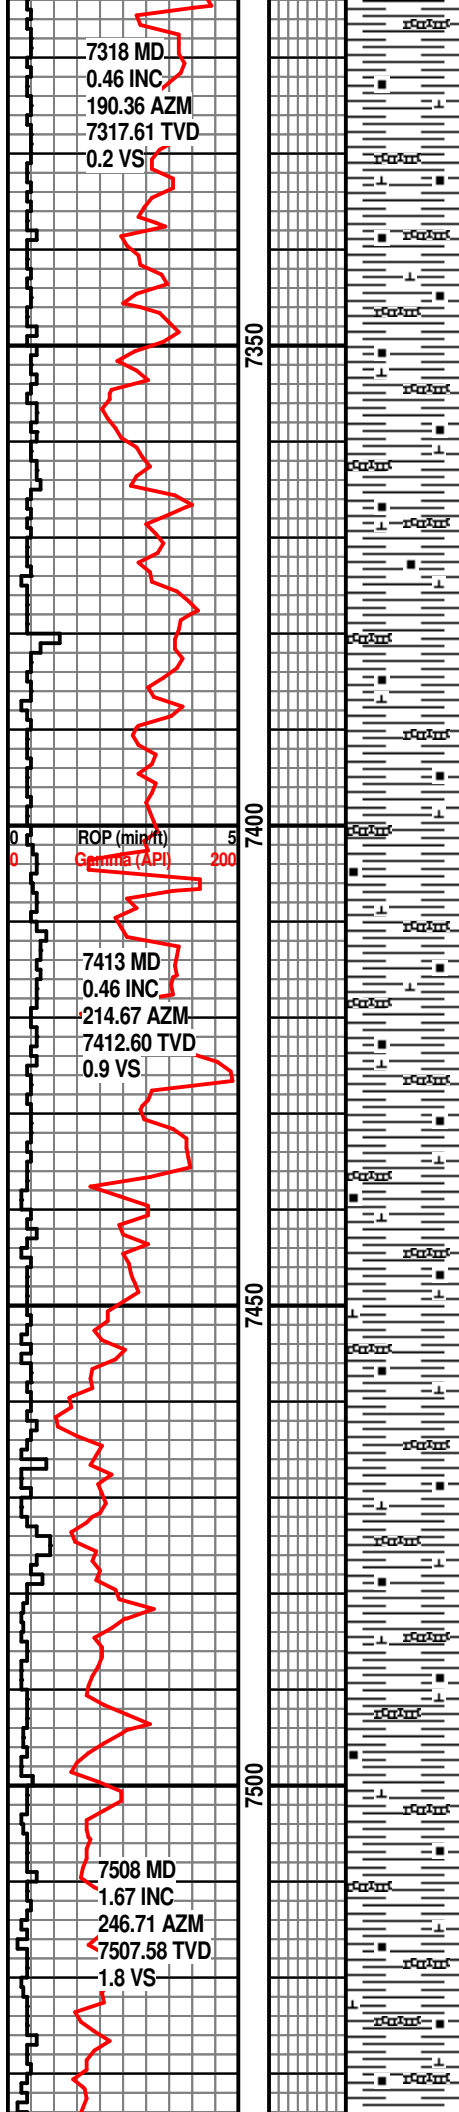 7318 MD
0.46 INC
190.36 AZM
7317.61 TVD
0.2 VS
7350
7400
0 ROP (min/ft) 5
0 Gamma (API) 200
7413 MD
0.46 INC
214.67 AZM
7412.60 TVD
0.9 VS
7450
7500
7508 MD
1.67 INC
246.71 AZM
7507.58 TVD
1.8 VS